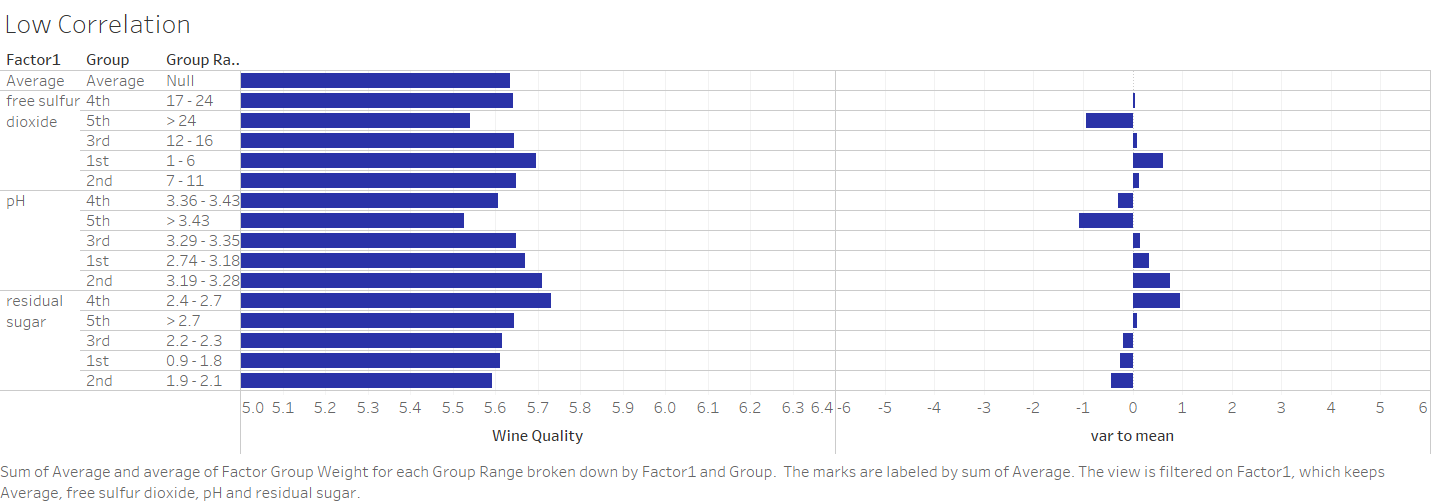 Low Correlation
Factor1 Group Group Ra..
Average Average Null
free sulfur 4th 17 - 24
dioxide 5th > 24
3rd 12 - 16
1st 1 - 6
2nd 7 - 11
pH 4th 3.36 - 3.43
5th > 3.43
3rd 3.29 - 3.35
1st 2.74 - 3.18
2nd 3.19 - 3.28
residual 4th 2.4 - 2.7
sugar 5th > 2.7
3rd 2.2 - 2.3
1st 0.9 - 1.8
2nd 1.9 - 2.1
5.0 5.1 5.2 5.3 5.4 5.5 5.6 5.7 5.8 5.9 6.0 6.1 6.2 6.3 6.4 -6 -5 -4 -3 -2 -1 0 1 2 3 4 5 6
Wine Quality var to mean
Sum of Average and average of Factor Group Weight for each Group Range broken down by Factor1 and Group. The marks are labeled by sum of Average. The view is filtered on Factor1, which keeps
Average, free sulfur dioxide, pH and residual sugar.